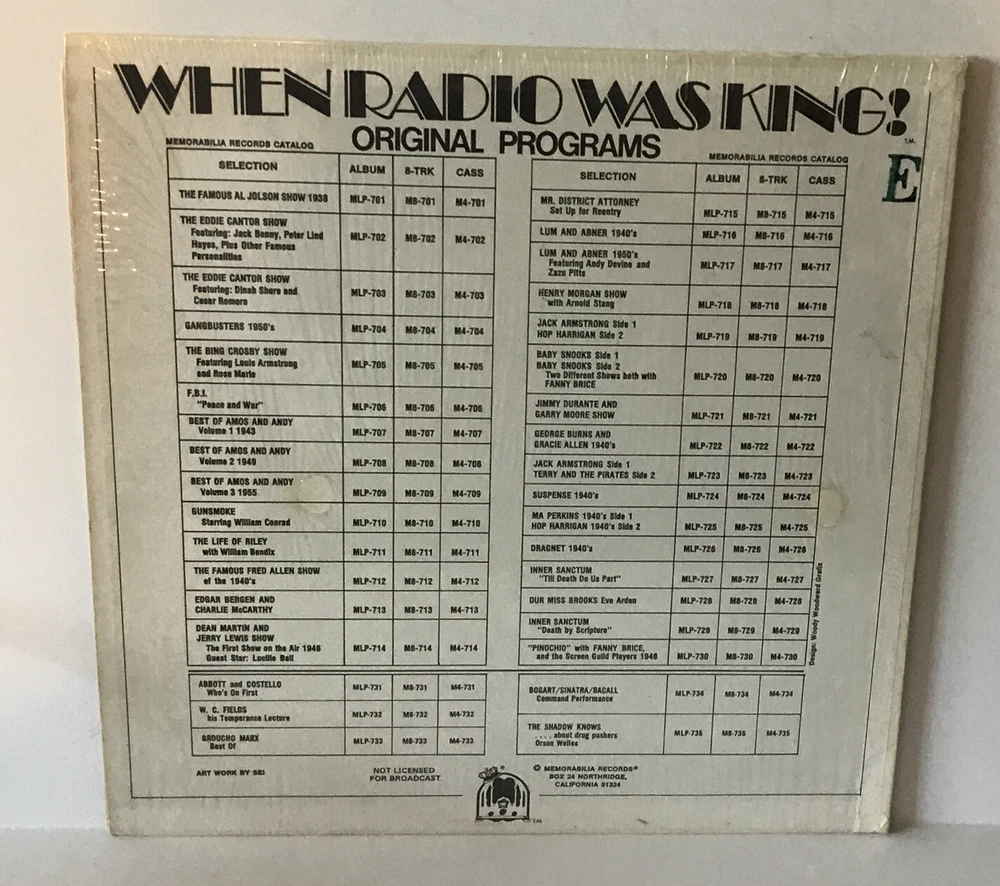 WHEN RADIO WAS KING!
T.M.
ORIGINAL PROGRAMS
E
MEMORABILIA RECORDS CATALOG
SELECTION ALBUM 8-TRK CASS
THE FAMOUS AL JOLSON SHOW 1938 MLP-701 M8-701 M4-701
THE EDDIE CANTOR SHOW
Featuring: Jack Benny, Peter Lind
Hayes, Plus Other Famous
Personalities
MLP-702 M8-702 M4-702
THE EDDIE CANTOR SHOW
Featuring: Dinah Shore and
Cesar Romero
MLP-703 M8-703 M4-703
GANGBUSTERS 1950's MLP-704 M8-704 M4-704
THE BING CROSBY SHOW
Featuring Louis Armstrong
and Rose Marie
MLP-705 M8-705 M4-705
F.B.I.
"Peace and War"
MLP-706 M8-706 M4-706
BEST OF AMOS AND ANDY
Volume 1 1943
MLP-707 M8-707 M4-707
BEST OF AMOS AND ANDY
Volume 2 1949
MLP-708 M8-708 M4-708
BEST OF AMOS AND ANDY
Volume 3 1955
MLP-709 M8-709 M4-709
GUNSMOKE
Starring William Conrad
MLP-710 M8-710 M4-710
THE LIFE OF RILEY
with William Bendix
MLP-711 M8-711 M4-711
THE FAMOUS FRED ALLEN SHOW
of the 1940's
MLP-712 M8-712 M4-712
EDGAR BERGEN AND
CHARLIE McCARTHY
MLP-713 M8-713 M4-713
DEAN MARTIN AND
JERRY LEWIS SHOW
The First Show on the Air 1948
Guest Star: Lucille Ball
MLP-714 M8-714 M4-714
ABBOTT and COSTELLO
Who's On First
MLP-731 M8-731 M4-731
W. C. FIELDS
his Temperance Lecture
MLP-732 M8-732 M4-732
GROUCHO MARX
Best Of
MLP-733 M8-733 M4-733
MEMORABILIA RECORDS CATALOG
SELECTION ALBUM 8-TRK CASS
MR. DISTRICT ATTORNEY
Set Up for Reentry
MLP-715 M8-715 M4-715
LUM AND ABNER 1940's MLP-716 M8-716 M4-716
LUM AND ABNER 1950's
Featuring Andy Devine and
Zazu Pitts
MLP-717 M8-717 M4-717
HENRY MORGAN SHOW
with Arnold Stang
MLP-718 M8-718 M4-718
JACK ARMSTRONG Side 1
HOP HARRIGAN Side 2
MLP-719 M8-719 M4-719
BABY SNOOKS Side 1
BABY SNOOKS Side 2
Two Different Shows both with
FANNY BRICE
MLP-720 M8-720 M4-720
JIMMY DURANTE AND
GARRY MOORE SHOW
MLP-721 M8-721 M4-721
GEORGE BURNS AND
GRACIE ALLEN 1940's
MLP-722 M8-722 M4-722
JACK ARMSTRONG Side 1
TERRY AND THE PIRATES Side 2
MLP-723 M8-723 M4-723
SUSPENSE 1940's MLP-724 M8-724 M4-724
MA PERKINS 1940's Side 1
HOP HARRIGAN 1940's Side 2
MLP-725 M8-725 M4-725
DRAGNET 1940's MLP-726 M8-726 M4-726
INNER SANCTUM
"Till Death Do Us Part"
MLP-727 M8-727 M4-727
OUR MISS BROOKS Eve Arden MLP-728 M8-728 M4-728
INNER SANCTUM
"Death by Scripture"
MLP-729 M8-729 M4-729
"PINOCHIO" with FANNY BRICE,
and the Screen Guild Players 1948
MLP-730 M8-730 M4-730
BOGART/SINATRA/BACALL
Command Performance
MLP-734 M8-734 M4-734
THE SHADOW KNOWS
. . . . about drug pushers
Orson Welles
MLP-735 M8-735 M4-735
Design: Woody Woodward Grafix
ART WORK BY SEI
NOT LICENSED
FOR BROADCAST
T.M.
© MEMORABILIA RECORDS®
BOX 24 NORTHRIDGE,
CALIFORNIA 91324